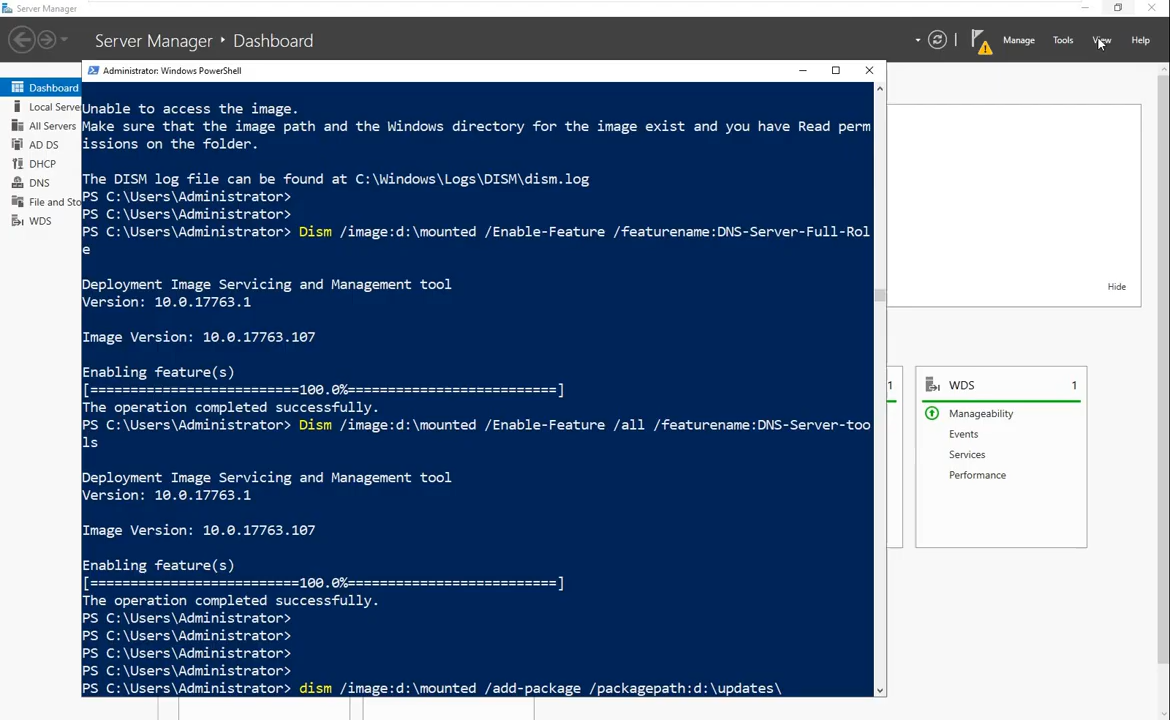 Server Manager
Server Manager ‣ Dashboard
Manage
Tools
View
Help
Administrator: Windows PowerShell
Dashboard
Local Serve
All Servers
AD DS
DHCP
DNS
File and Sto
WDS
Unable to access the image.
Make sure that the image path and the Windows directory for the image exist and you have Read perm
issions on the folder.
The DISM log file can be found at C:\Windows\Logs\DISM\dism.log
PS C:\Users\Administrator>
PS C:\Users\Administrator>
PS C:\Users\Administrator> Dism /image:d:\mounted /Enable-Feature /featurename:DNS-Server-Full-Rol
e
Deployment Image Servicing and Management tool
Version: 10.0.17763.1
Image Version: 10.0.17763.107
Enabling feature(s)
[==========================100.0%==========================]
The operation completed successfully.
PS C:\Users\Administrator> Dism /image:d:\mounted /Enable-Feature /all /featurename:DNS-Server-too
ls
Deployment Image Servicing and Management tool
Version: 10.0.17763.1
Image Version: 10.0.17763.107
Enabling feature(s)
[==========================100.0%==========================]
The operation completed successfully.
PS C:\Users\Administrator>
PS C:\Users\Administrator>
PS C:\Users\Administrator>
PS C:\Users\Administrator>
PS C:\Users\Administrator> dism /image:d:\mounted /add-package /packagepath:d:\updates\
Hide
1
WDS 1
Manageability
Events
Services
Performance